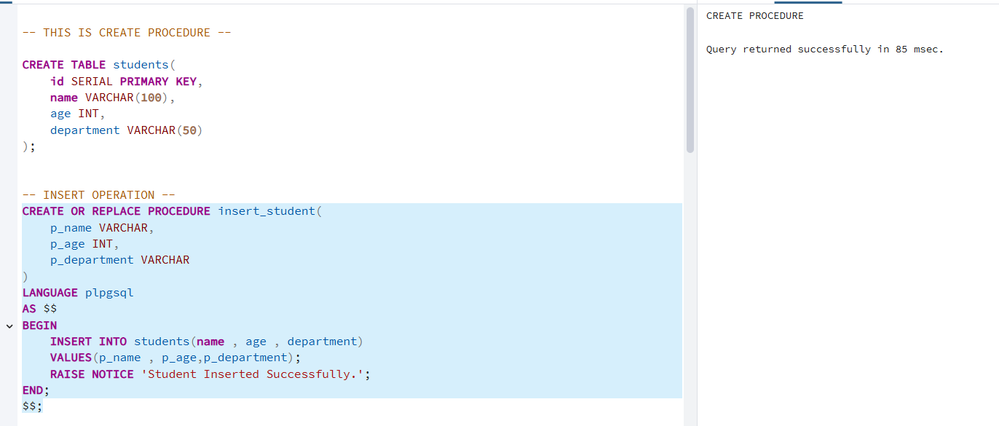 -- THIS IS CREATE PROCEDURE --
CREATE TABLE students(
    id SERIAL PRIMARY KEY,
    name VARCHAR(100),
    age INT,
    department VARCHAR(50)
);
-- INSERT OPERATION --
CREATE OR REPLACE PROCEDURE insert_student(
    p_name VARCHAR,
    p_age INT,
    p_department VARCHAR
)
LANGUAGE plpgsql
AS $$
BEGIN
    INSERT INTO students(name , age , department)
    VALUES(p_name , p_age,p_department);
    RAISE NOTICE 'Student Inserted Successfully.';
END;
$$;
CREATE PROCEDURE
Query returned successfully in 85 msec.